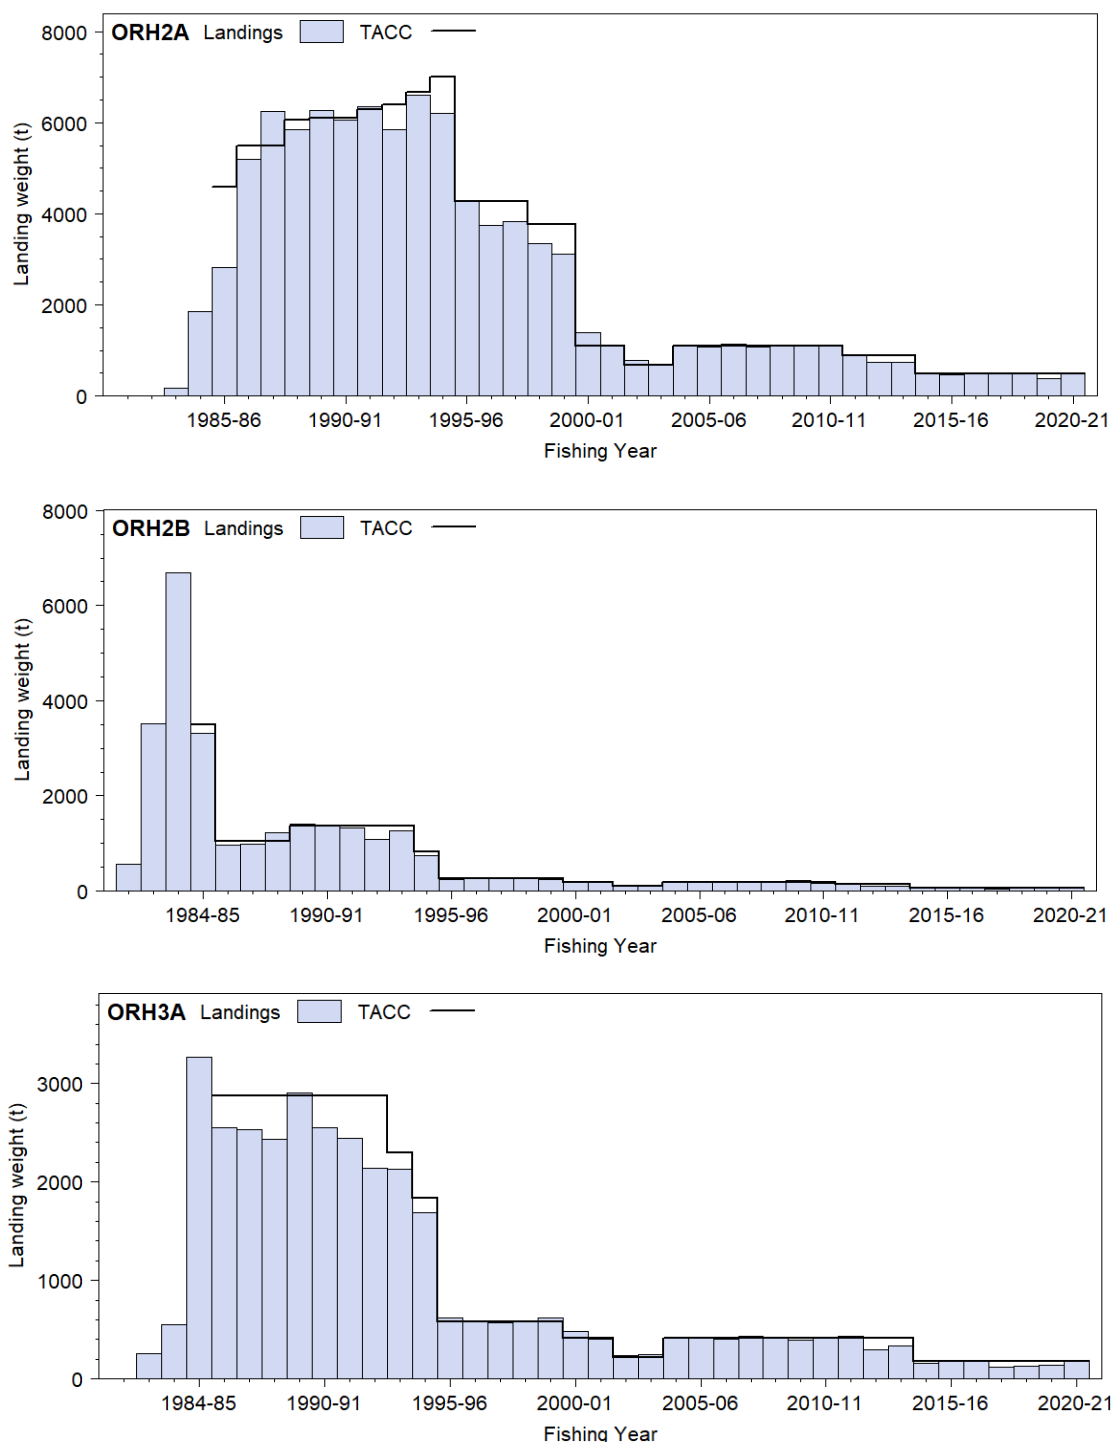 ORH2A Landings TACC
8000
6000
4000
2000
0
Landing weight (t)
1985-86 1990-91 1995-96 2000-01 2005-06 2010-11 2015-16 2020-21
Fishing Year
ORH2B Landings TACC
8000
6000
4000
2000
0
Landing weight (t)
1984-85 1990-91 1995-96 2000-01 2005-06 2010-11 2015-16 2020-21
Fishing Year
ORH3A Landings TACC
3000
2000
1000
0
Landing weight (t)
1984-85 1990-91 1995-96 2000-01 2005-06 2010-11 2015-16 2020-21
Fishing Year